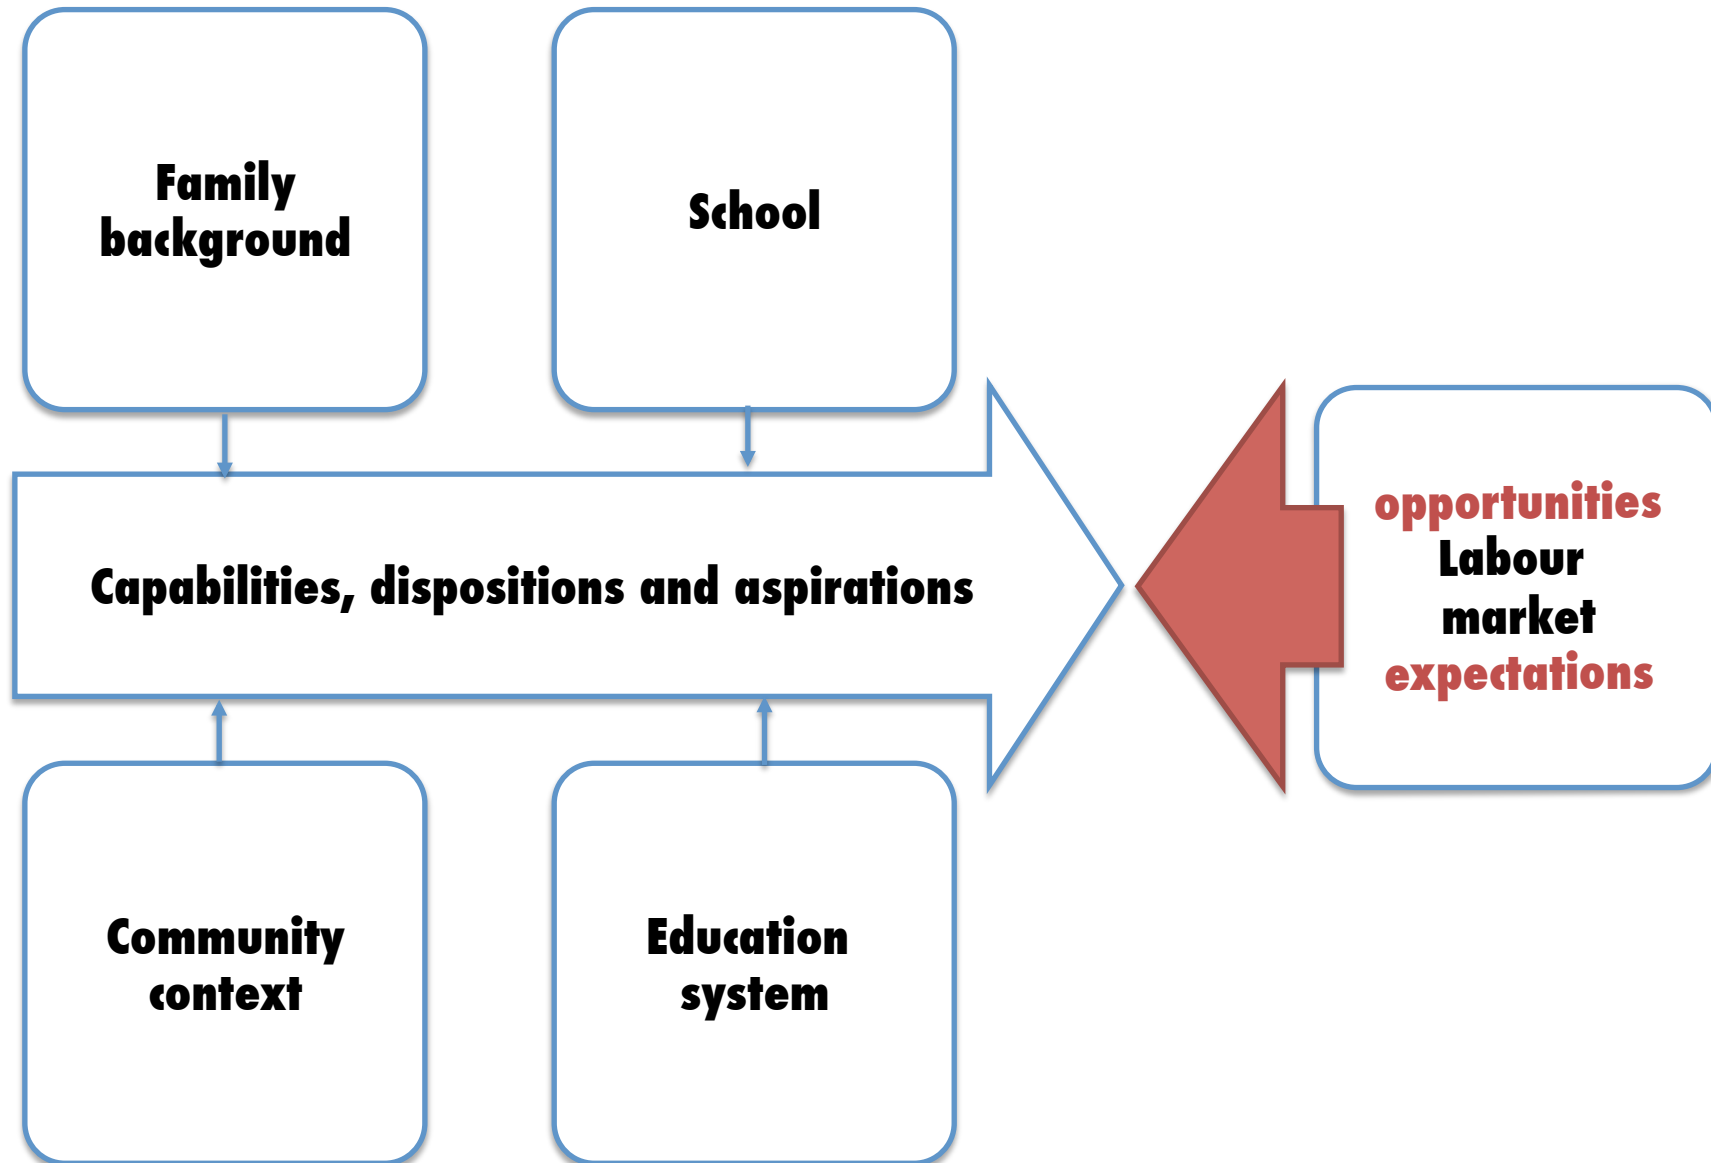 Family
background
School
Capabilities, dispositions and aspirations
opportunities
Labour
market
expectations
Community
context
Education
system